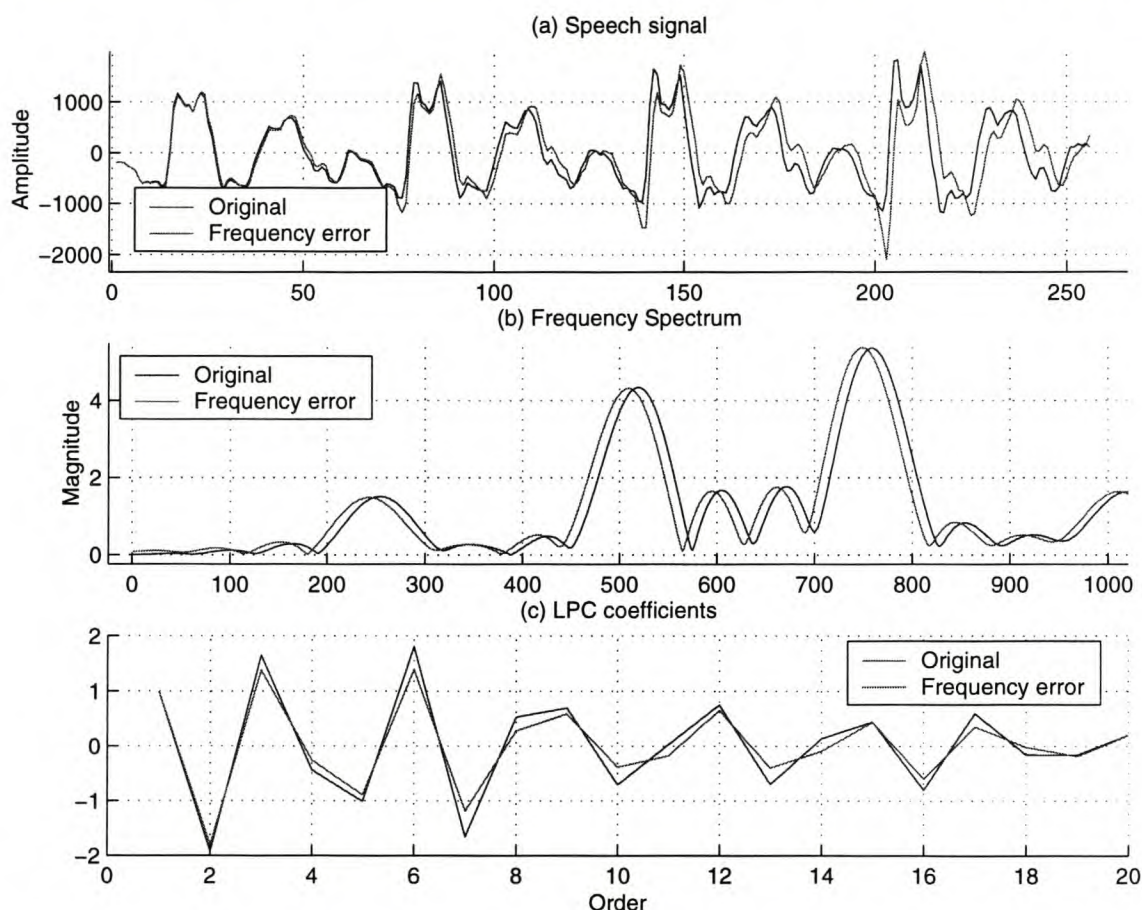 (a) Speech signal
Amplitude
1000
0
−1000
−2000
Original
Frequency error
0 50 100 150 200 250
(b) Frequency Spectrum
Magnitude
4
2
0
Original
Frequency error
0 100 200 300 400 500 600 700 800 900 1000
(c) LPC coefficients
2
1
0
−1
−2
Original
Frequency error
0 2 4 6 8 10 12 14 16 18 20
Order